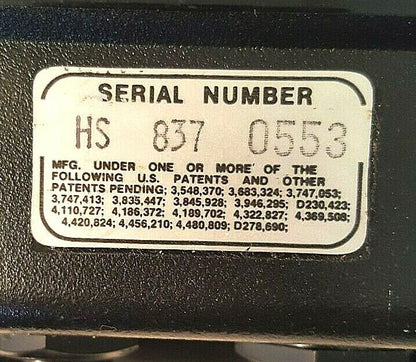 SERIAL NUMBER
HS 837 0553
MFG. UNDER ONE OR MORE OF THE
FOLLOWING U.S. PATENTS AND OTHER
PATENTS PENDING; 3,548,370; 3,683,324; 3,747,053;
3,747,413; 3,835,447; 3,845,928; 3,946,295; D230,423;
4,110,727; 4,186,372; 4,189,702; 4,322,827; 4,369,508;
4,420,824; 4,456,210; 4,480,809; D278,690;